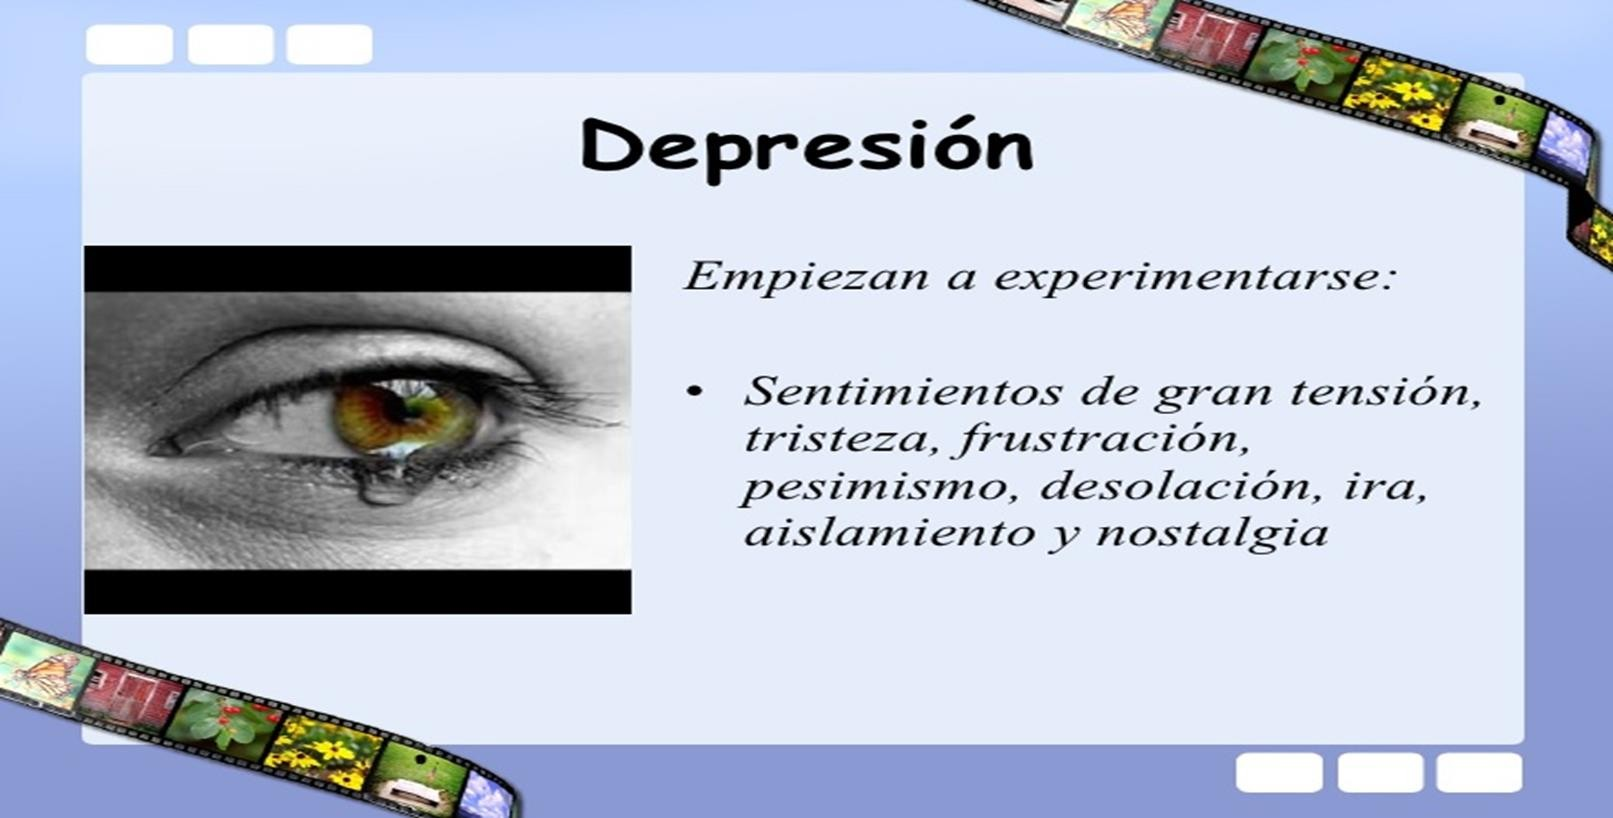 Depresión
Empiezan a experimentarse:
• Sentimientos de gran tensión,
tristeza, frustración,
pesimismo, desolación, ira,
aislamiento y nostalgia